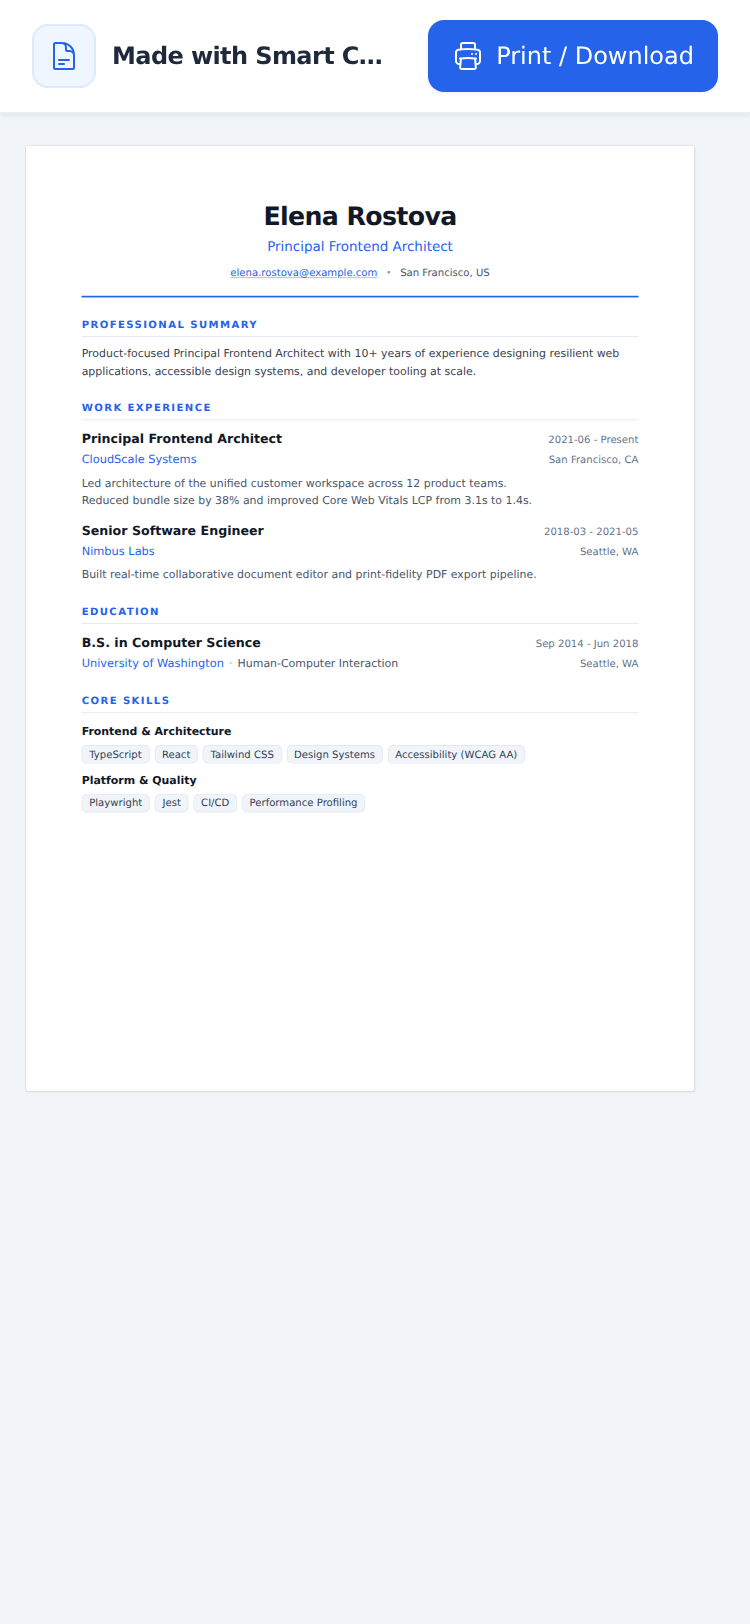 Made with Smart C...
Print / Download
Elena Rostova
Principal Frontend Architect
elena.rostova@example.com • San Francisco, US
PROFESSIONAL SUMMARY
Product-focused Principal Frontend Architect with 10+ years of experience designing resilient web
applications, accessible design systems, and developer tooling at scale.
WORK EXPERIENCE
Principal Frontend Architect 2021-06 - Present
CloudScale Systems San Francisco, CA
Led architecture of the unified customer workspace across 12 product teams.
Reduced bundle size by 38% and improved Core Web Vitals LCP from 3.1s to 1.4s.
Senior Software Engineer 2018-03 - 2021-05
Nimbus Labs Seattle, WA
Built real-time collaborative document editor and print-fidelity PDF export pipeline.
EDUCATION
B.S. in Computer Science Sep 2014 - Jun 2018
University of Washington · Human-Computer Interaction Seattle, WA
CORE SKILLS
Frontend & Architecture
TypeScript React Tailwind CSS Design Systems Accessibility (WCAG AA)
Platform & Quality
Playwright Jest CI/CD Performance Profiling